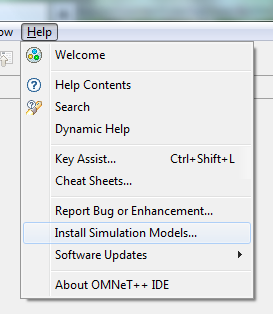 ow Help
Welcome
Help Contents
Search
Dynamic Help
Key Assist... Ctrl+Shift+L
Cheat Sheets...
Report Bug or Enhancement...
Install Simulation Models...
Software Updates
About OMNeT++ IDE